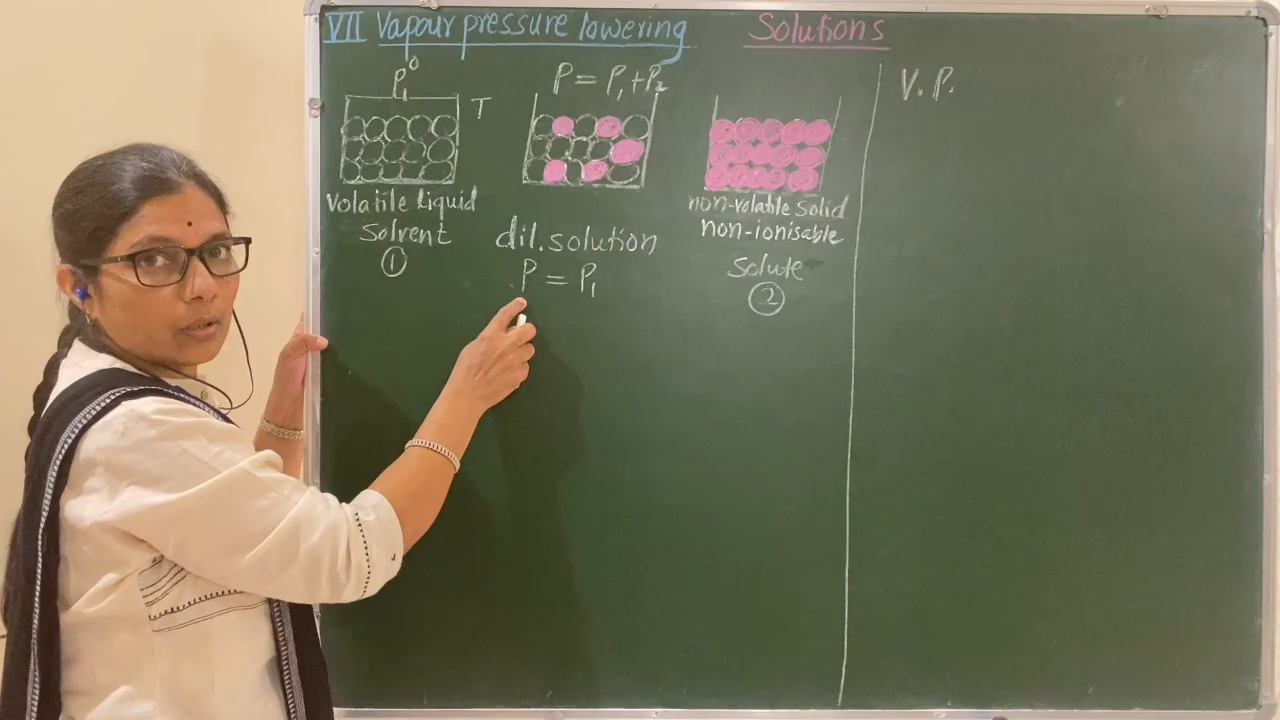 VII Vapour pressure lowering
Solutions
P₁⁰
T
Volatile liquid
Solvent
①
P = P₁+P₂
dil. solution
P = P₁
non-volatile solid
non-ionisable
Solute
②
V. P.